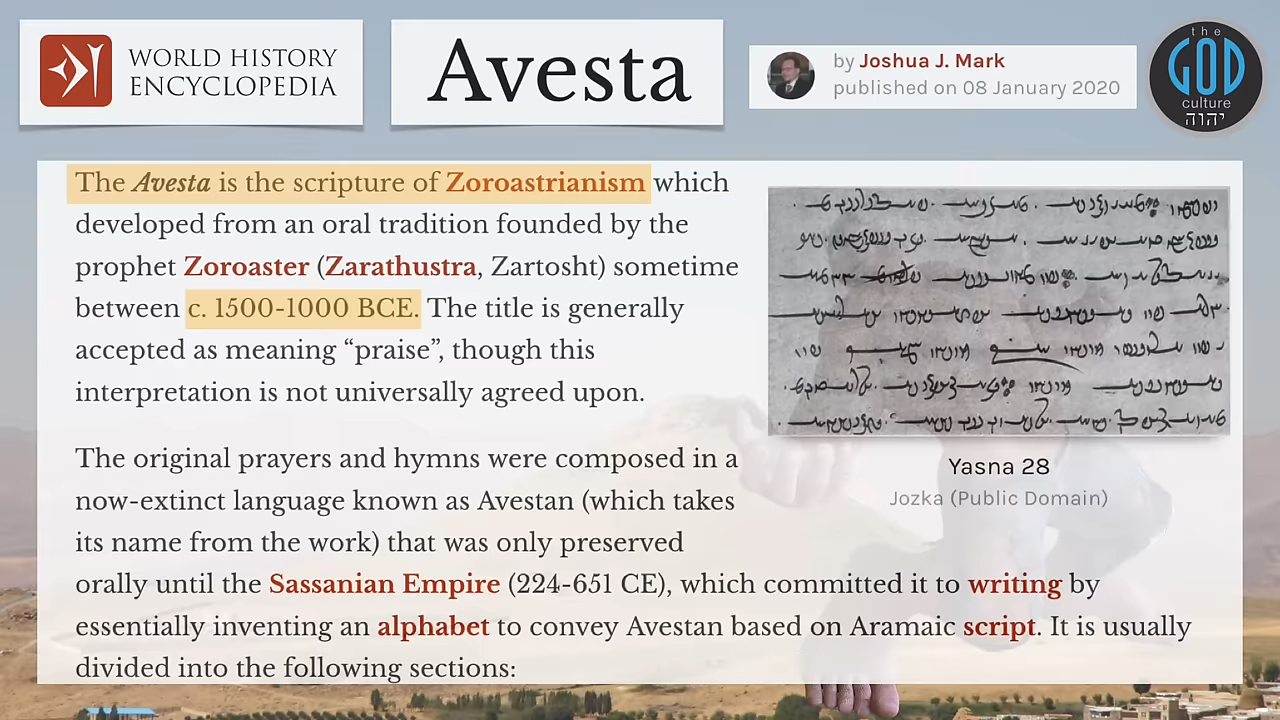 WORLD HISTORY
ENCYCLOPEDIA
Avesta
by Joshua J. Mark
published on 08 January 2020
the
GOD
culture
יהוה
The Avesta is the scripture of Zoroastrianism which
developed from an oral tradition founded by the
prophet Zoroaster (Zarathustra, Zartosht) sometime
between c. 1500-1000 BCE. The title is generally
accepted as meaning “praise”, though this
interpretation is not universally agreed upon.
The original prayers and hymns were composed in a
now-extinct language known as Avestan (which takes
its name from the work) that was only preserved
orally until the Sassanian Empire (224-651 CE), which committed it to writing by
essentially inventing an alphabet to convey Avestan based on Aramaic script. It is usually
divided into the following sections:
Yasna 28
Jozka (Public Domain)